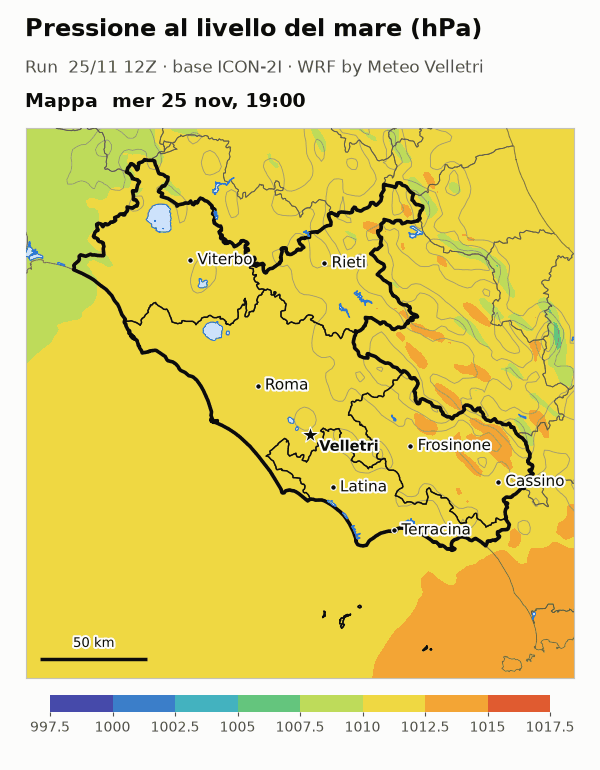 Pressione al livello del mare (hPa)
Run  25/11 12Z · base ICON-2I · WRF by Meteo Velletri
Mappa  mer 25 nov, 19:00
Viterbo
Rieti
Roma
Velletri
Frosinone
Cassino
Latina
Terracina
50 km
997.5 1000 1002.5 1005 1007.5 1010 1012.5 1015 1017.5